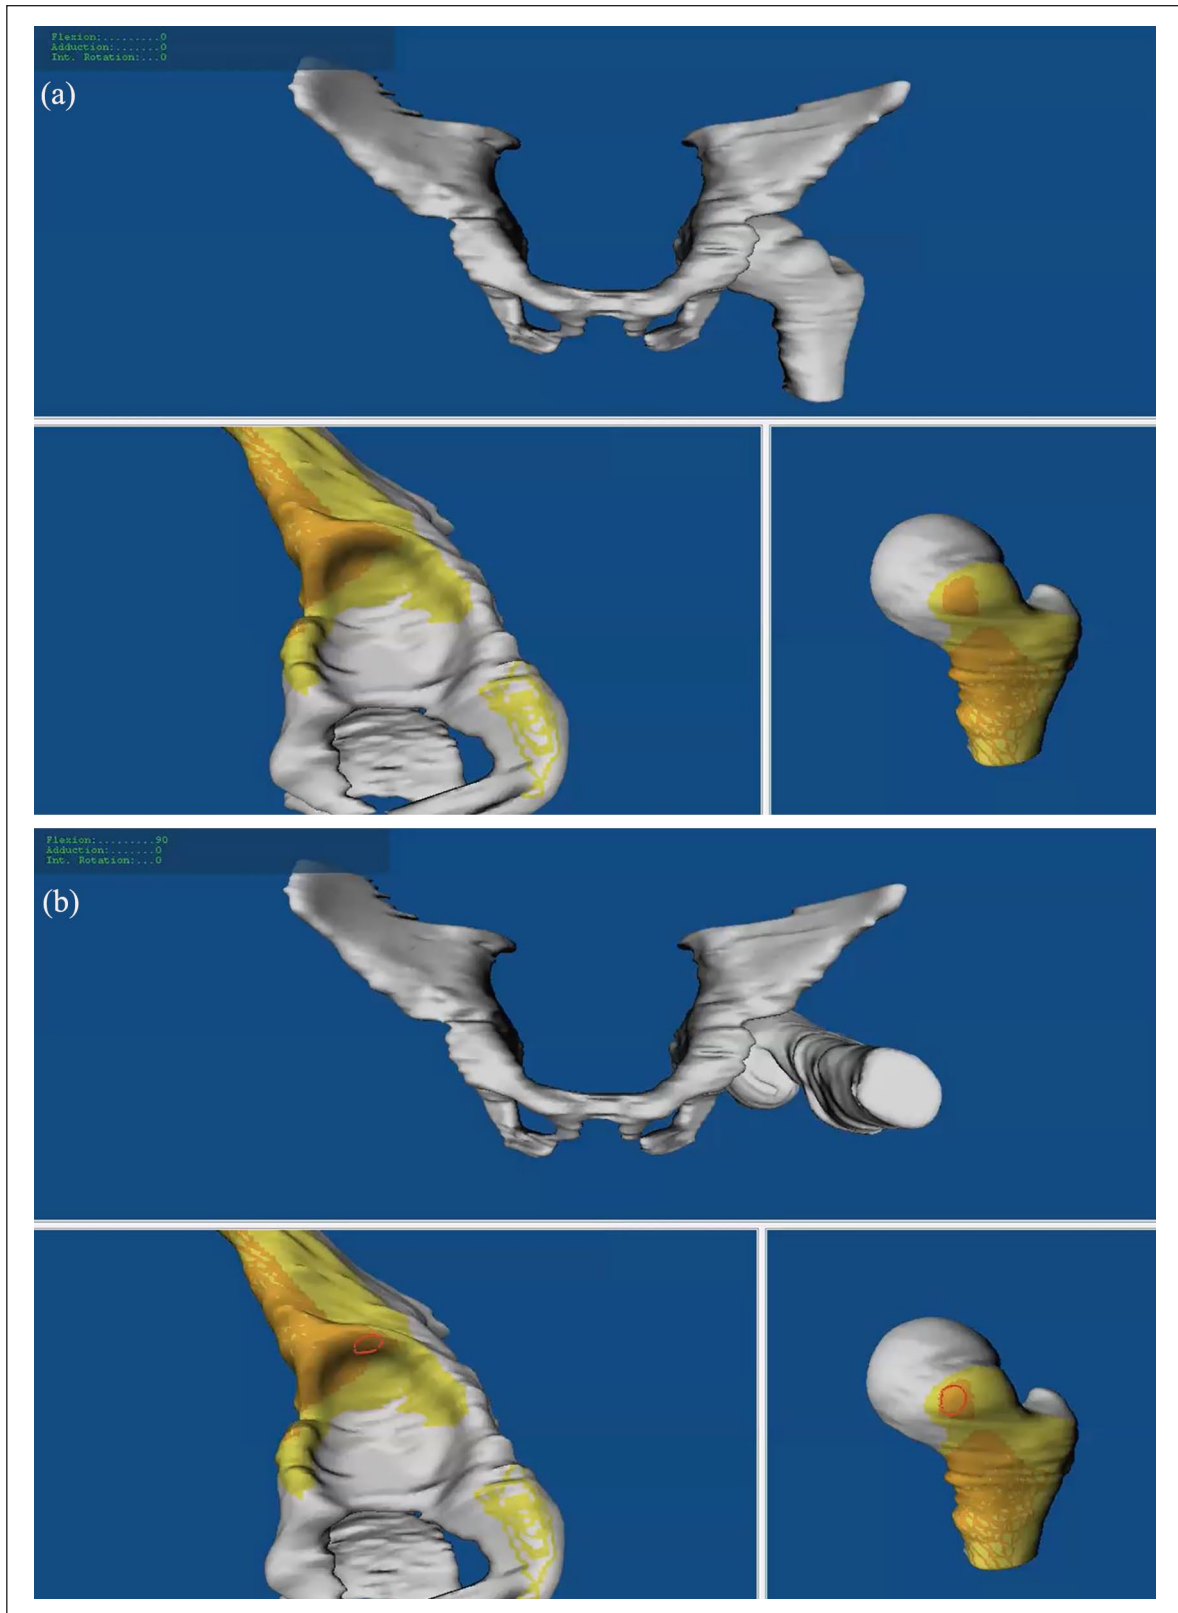 Flexion:.........0
Adduction:.......0
Int. Rotation:...0
(a)
Flexion:.........90
Adduction:.......0
Int. Rotation:...0
(b)